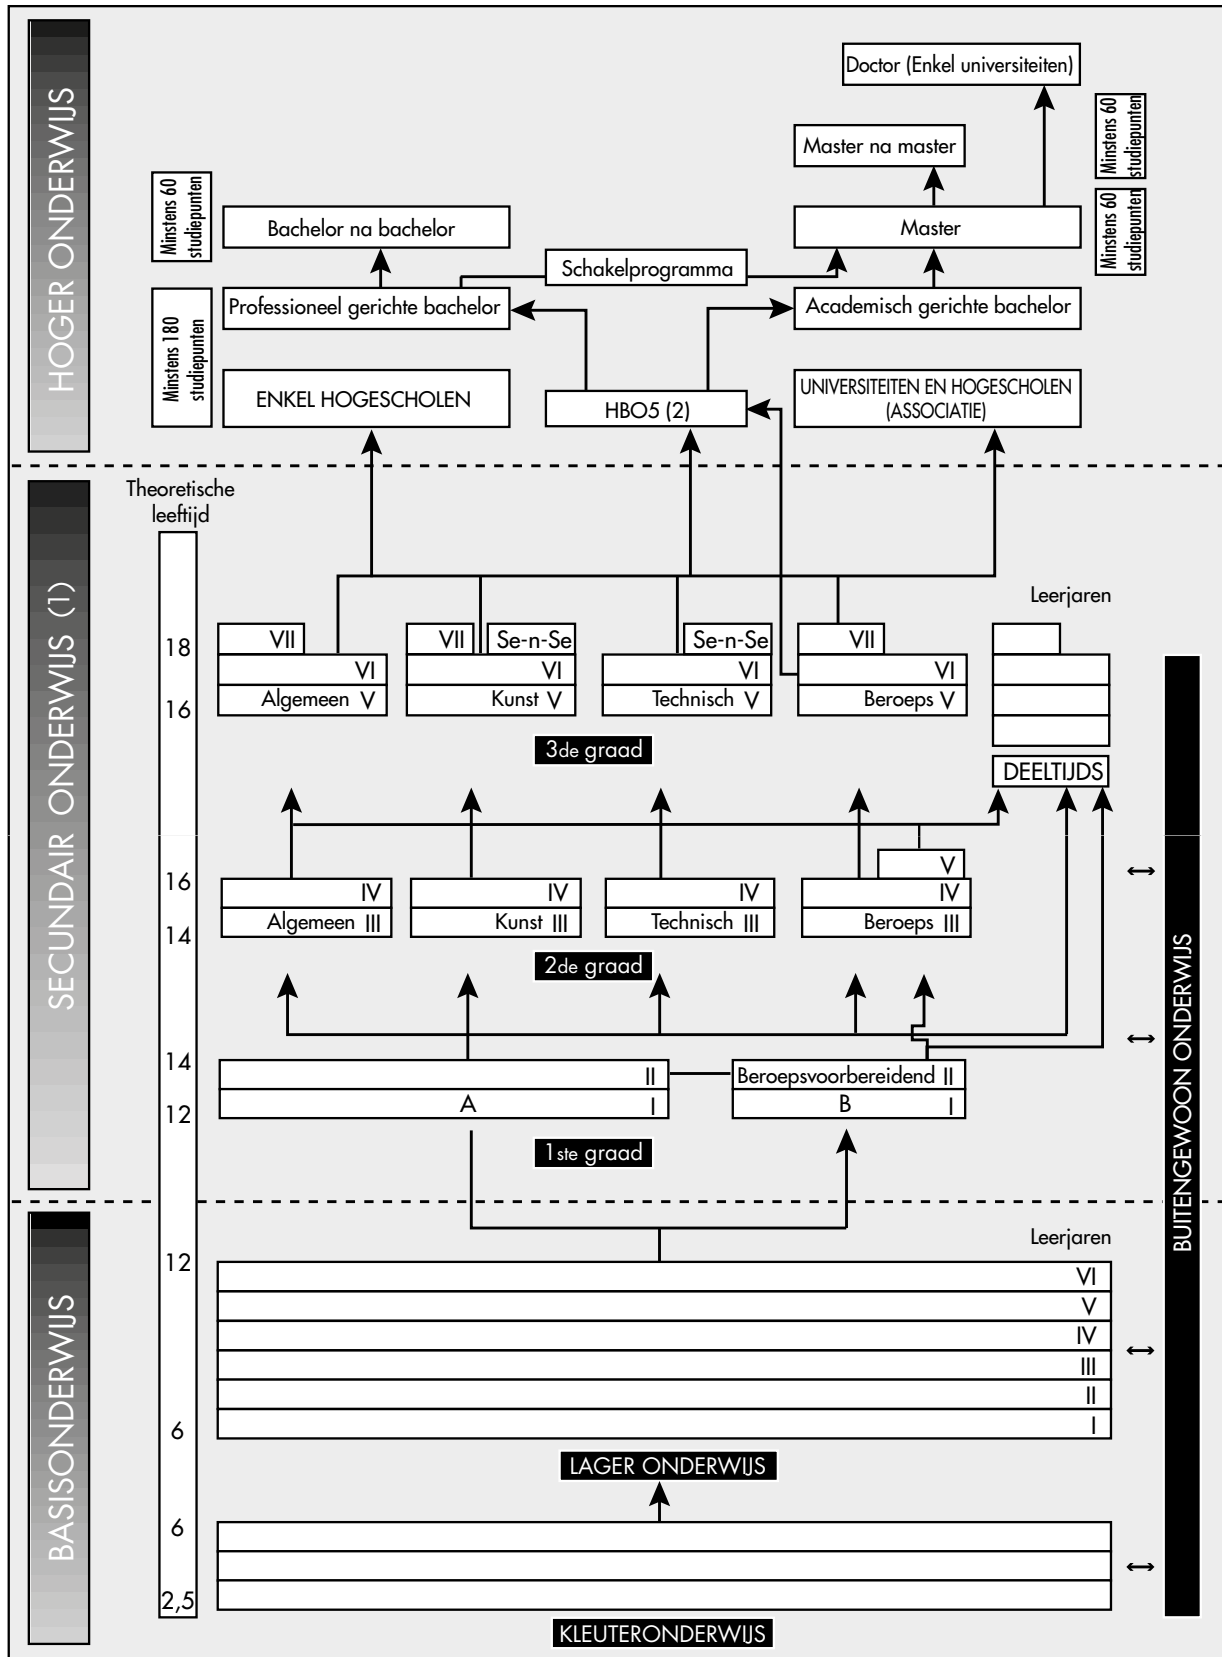 HOGER ONDERWIJS
Doctor (Enkel universiteiten)
Minstens 60
studiepunten
Master na master
Minstens 60
studiepunten
Bachelor na bachelor
Master
Minstens 60
studiepunten
Schakelprogramma
Professioneel gerichte bachelor
Academisch gerichte bachelor
Minstens 180
studiepunten
ENKEL HOGESCHOLEN
HBO5 (2)
UNIVERSITEITEN EN HOGESCHOLEN
(ASSOCIATIE)
SECUNDAIR ONDERWIJS (1)
Theoretische
leeftijd
Leerjaren
18
VII
VII
Se-n-Se
Se-n-Se
VII
VI
VI
VI
VI
16
Algemeen V
Kunst V
Technisch V
Beroeps V
3de graad
DEELTIJDS
V
16
IV
IV
IV
IV
14
Algemeen III
Kunst III
Technisch III
Beroeps III
2de graad
14
II
Beroepsvoorbereidend II
12
A I
B I
1ste graad
BUITENGEWOON ONDERWIJS
BASISONDERWIJS
Leerjaren
12
VI
V
IV
III
II
6
I
LAGER ONDERWIJS
6
2,5
KLEUTERONDERWIJS